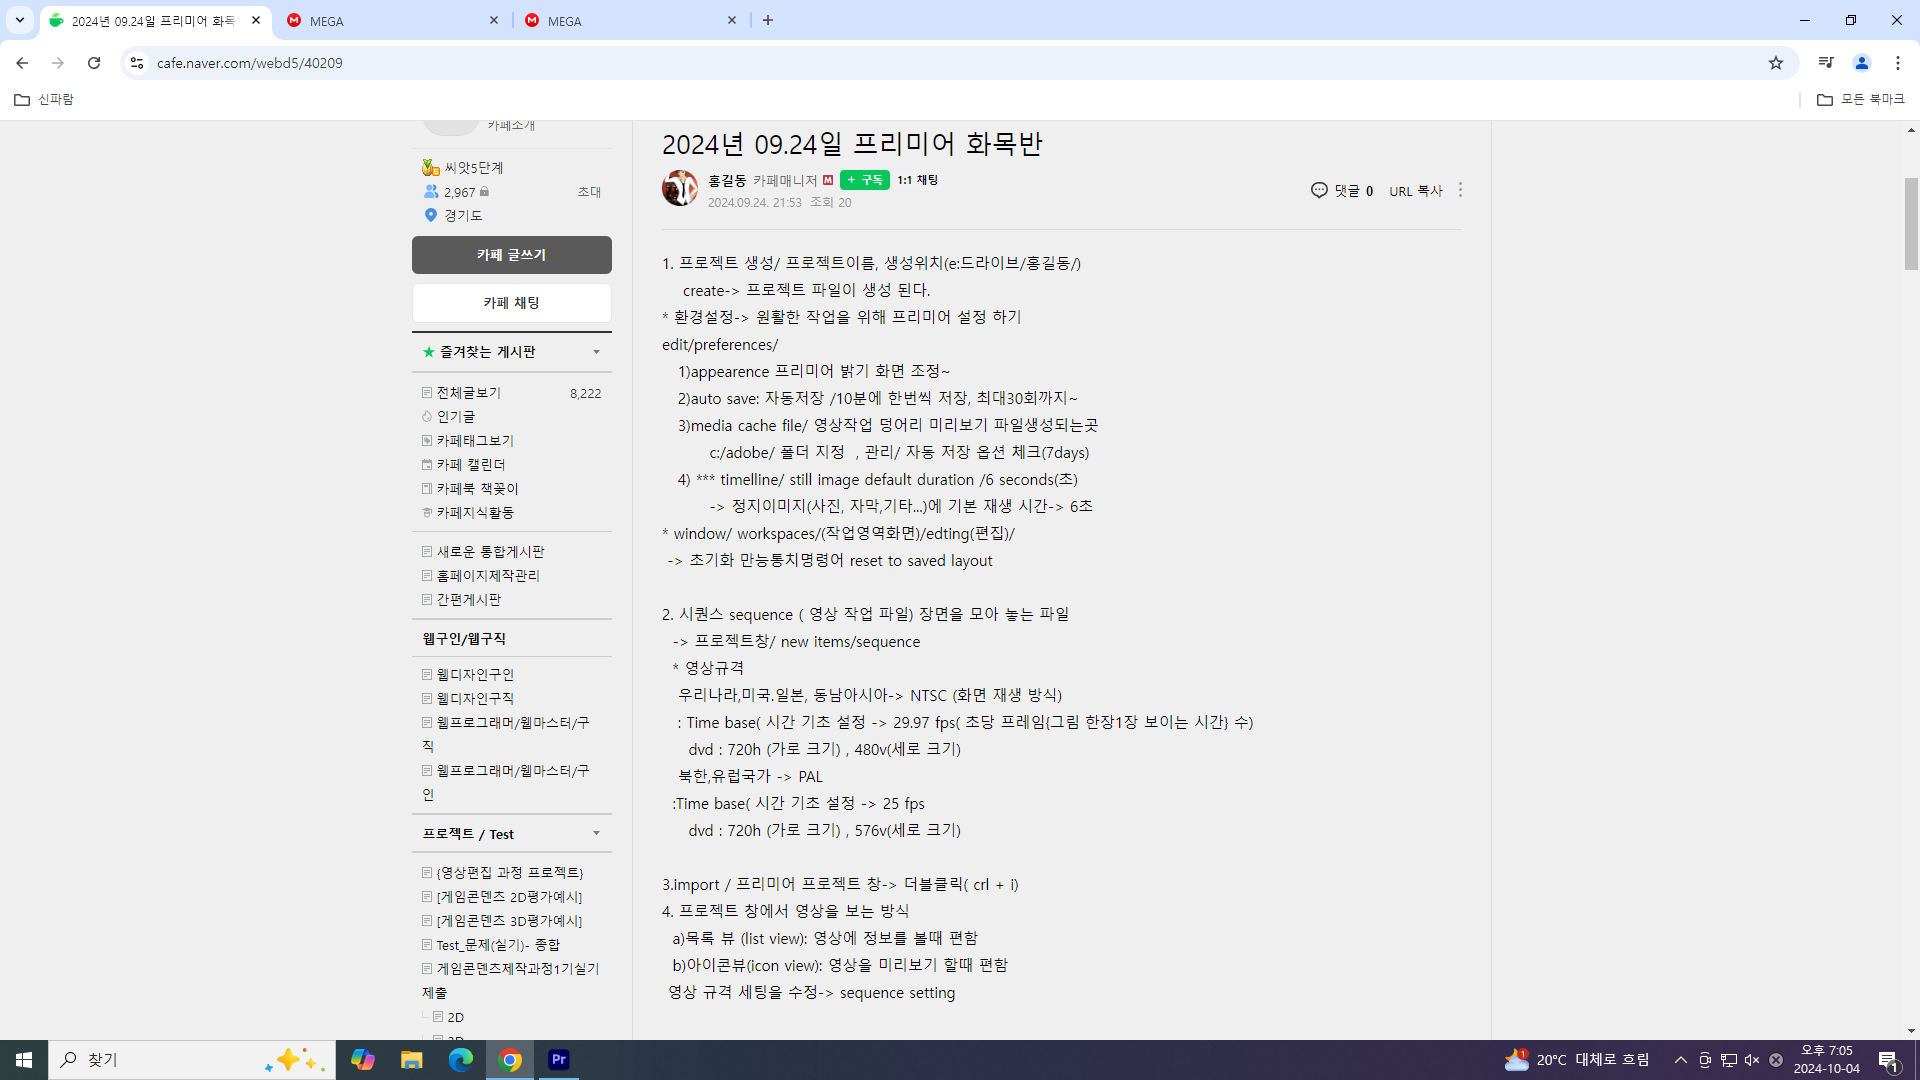 2024년 09.24일 프리미어 화목
MEGA
MEGA
cafe.naver.com/webd5/40209
신파람
모든 북마크
카페소개
씨앗5단계
2,967
초대
경기도
카페 글쓰기
카페 채팅
즐겨찾는 게시판
전체글보기 8,222
인기글
카페태그보기
카페 캘린더
카페북 책꽂이
카페지식활동
새로운 통합게시판
홈페이지제작관리
간편게시판
웹구인/웹구직
웹디자인구인
웹디자인구직
웹프로그래머/웹마스터/구
직
웹프로그래머/웹마스터/구
인
프로젝트 / Test
{영상편집 과정 프로젝트}
[게임콘텐츠 2D평가예시]
[게임콘텐츠 3D평가예시]
Test_문제(실기)- 종합
게임콘텐츠제작과정1기실기
제출
2D
2024년 09.24일 프리미어 화목반
홍길동 카페매니저 M + 구독 1:1 채팅
2024.09.24. 21:53 조회 20
댓글 0 URL 복사
1. 프로젝트 생성/ 프로젝트이름, 생성위치(e:드라이브/홍길동/)
create-> 프로젝트 파일이 생성 된다.
* 환경설정-> 원활한 작업을 위해 프리미어 설정 하기
edit/preferences/
1)appearence 프리미어 밝기 화면 조정~
2)auto save: 자동저장 /10분에 한번씩 저장, 최대30회까지~
3)media cache file/ 영상작업 덩어리 미리보기 파일생성되는곳
c:/adobe/ 폴더 지정 , 관리/ 자동 저장 옵션 체크(7days)
4) *** timelline/ still image default duration /6 seconds(초)
-> 정지이미지(사진, 자막,기타...)에 기본 재생 시간-> 6초
* window/ workspaces/(작업영역화면)/edting(편집)/
-> 초기화 만능통치명령어 reset to saved layout
2. 시퀀스 sequence ( 영상 작업 파일) 장면을 모아 놓는 파일
-> 프로젝트창/ new items/sequence
* 영상규격
우리나라,미국.일본, 동남아시아-> NTSC (화면 재생 방식)
: Time base( 시간 기초 설정 -> 29.97 fps( 초당 프레임{그림 한장1장 보이는 시간} 수)
dvd : 720h (가로 크기) , 480v(세로 크기)
북한,유럽국가 -> PAL
:Time base( 시간 기초 설정 -> 25 fps
dvd : 720h (가로 크기) , 576v(세로 크기)
3.import / 프리미어 프로젝트 창-> 더블클릭( crl + i)
4. 프로젝트 창에서 영상을 보는 방식
a)목록 뷰 (list view): 영상에 정보를 볼때 편함
b)아이콘뷰(icon view): 영상을 미리보기 할때 편함
영상 규격 세팅을 수정-> sequence setting
찾기
Pr
1
20°C 대체로 흐림
오후 7:05
2024-10-04
1